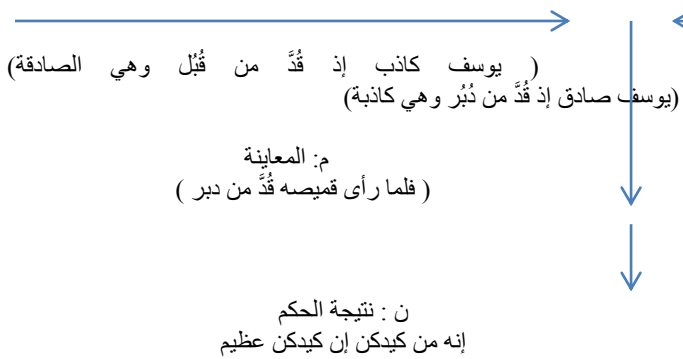 ( يوسف كاذب إذ قُدَّ من قُبُل وهي الصادقة)
(يوسف صادق إذ قُدَّ من دُبُر وهي كاذبة)
م: المعاينة
( فلما رأى قميصه قُدَّ من دبر )
ن : نتيجة الحكم
إنه من كيدكن إن كيدكن عظيم